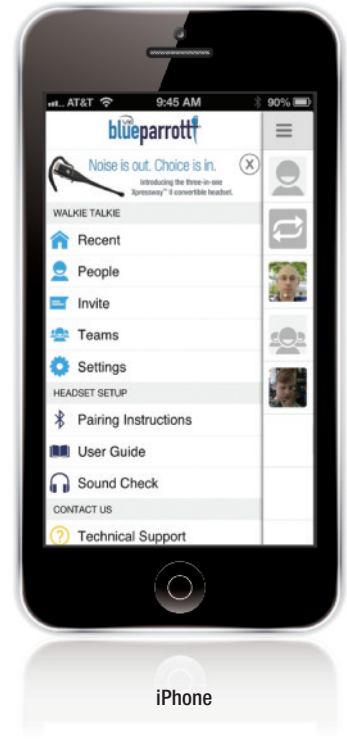 AT&T 9:45 AM 90%
blueparrott
Noise is out. Choice is in.
Introducing the three-in-one
Xpressway™ II convertible headset.
WALKIE TALKIE
Recent
People
Invite
Teams
Settings
HEADSET SETUP
Pairing Instructions
User Guide
Sound Check
CONTACT US
Technical Support
iPhone